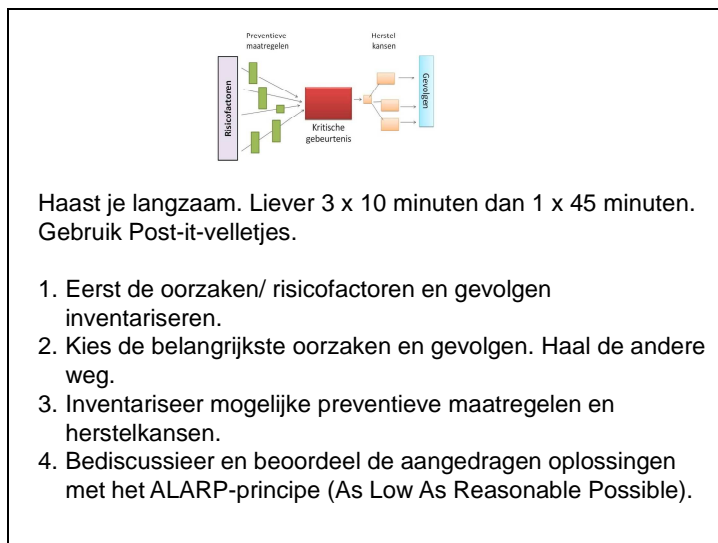 Preventieve
maatregelen
Herstel
kansen
Risicofactoren
Kritische
gebeurtenis
Gevolgen
Haast je langzaam. Liever 3 x 10 minuten dan 1 x 45 minuten.
Gebruik Post-it-velletjes.
1. Eerst de oorzaken/ risicofactoren en gevolgen
inventariseren.
2. Kies de belangrijkste oorzaken en gevolgen. Haal de andere
weg.
3. Inventariseer mogelijke preventieve maatregelen en
herstelkansen.
4. Bediscussieer en beoordeel de aangedragen oplossingen
met het ALARP-principe (As Low As Reasonable Possible).